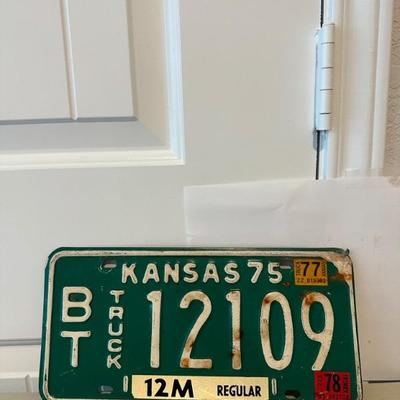 KANSAS 75
77
BT TRUCK 12109
12M REGULAR
78